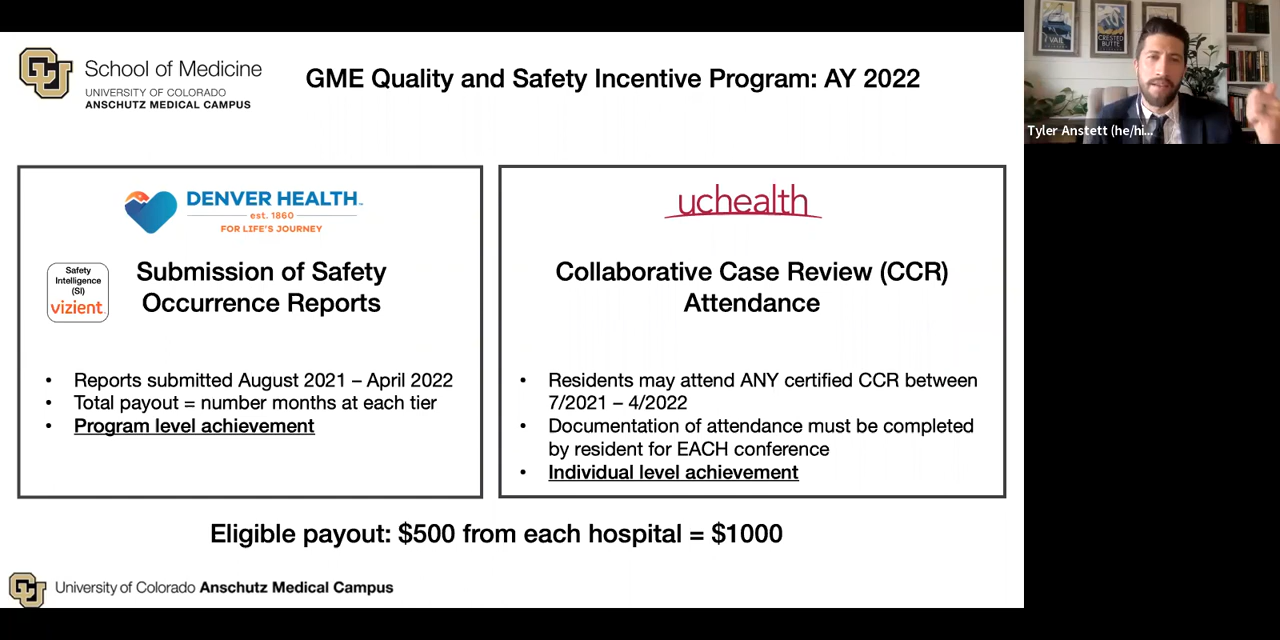 School of Medicine
UNIVERSITY OF COLORADO
ANSCHUTZ MEDICAL CAMPUS
GME Quality and Safety Incentive Program: AY 2022
VAIL
CRESTED
BUTTE
Tyler Anstett (he/hi...
DENVER HEALTH™
est. 1860
FOR LIFE'S JOURNEY
Safety
Intelligence
(SI)
vizient
Submission of Safety
Occurrence Reports
• Reports submitted August 2021 – April 2022
• Total payout = number months at each tier
• Program level achievement
uchealth
Collaborative Case Review (CCR)
Attendance
• Residents may attend ANY certified CCR between
7/2021 – 4/2022
• Documentation of attendance must be completed
by resident for EACH conference
• Individual level achievement
Eligible payout: $500 from each hospital = $1000
CU
University of Colorado Anschutz Medical Campus